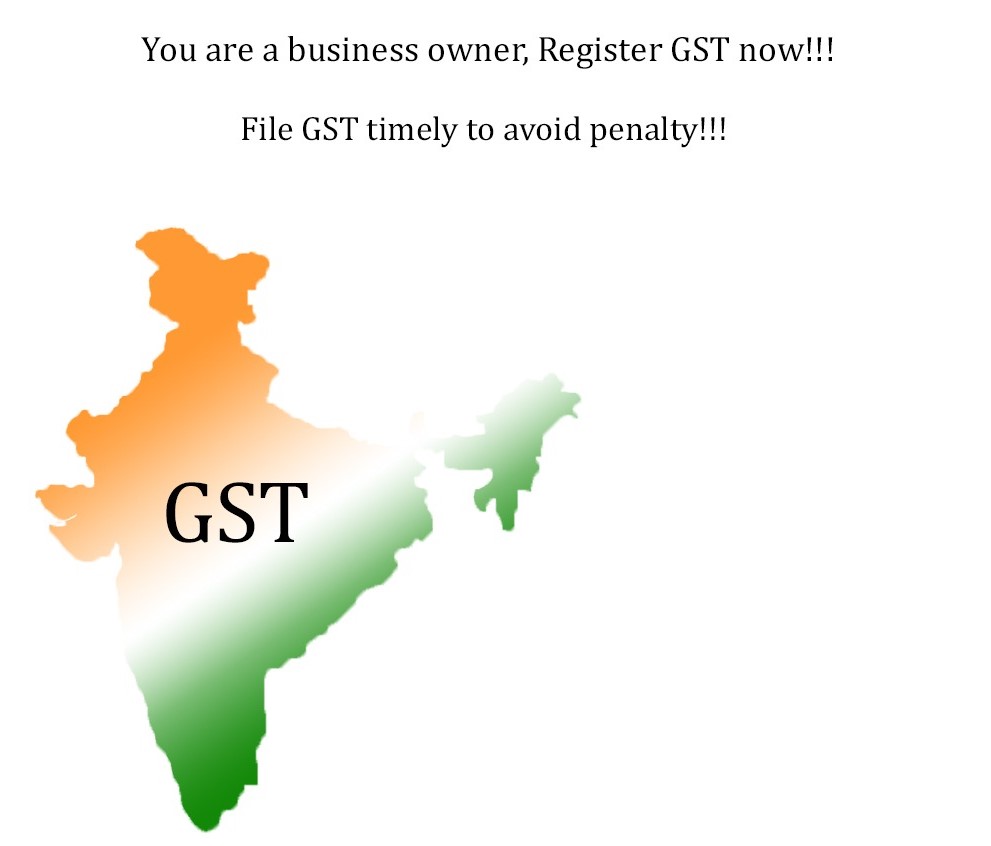 You are a business owner, Register GST now!!!
File GST timely to avoid penalty!!!
GST